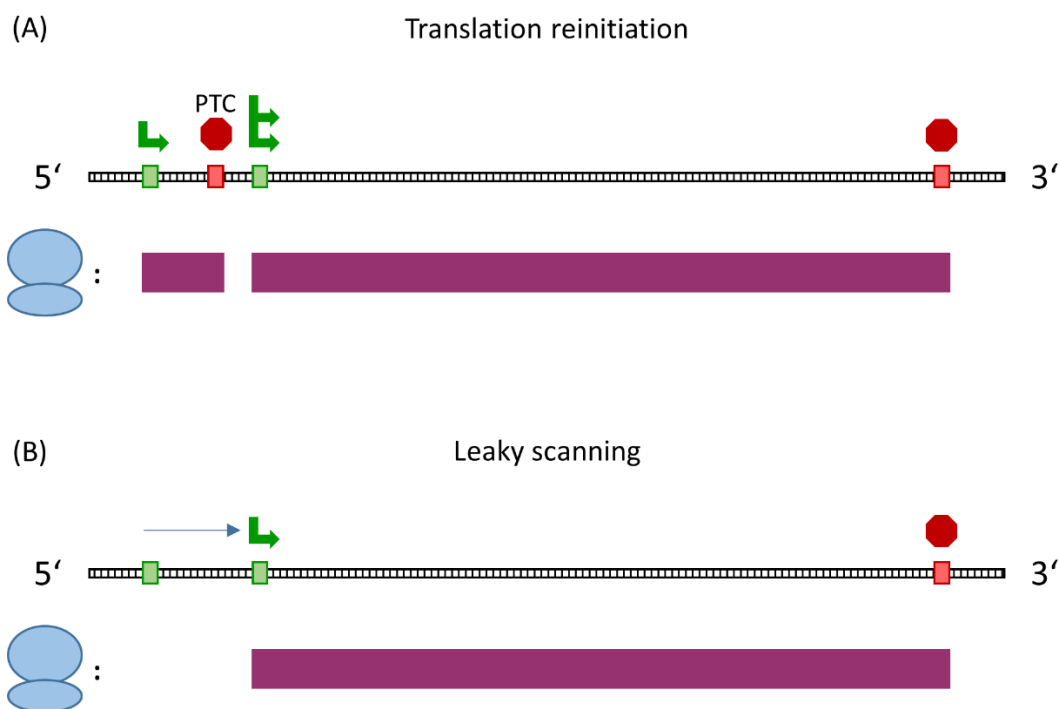 (A)
Translation reinitiation
PTC
5‘
3‘
:
(B)
Leaky scanning
5‘
3‘
: